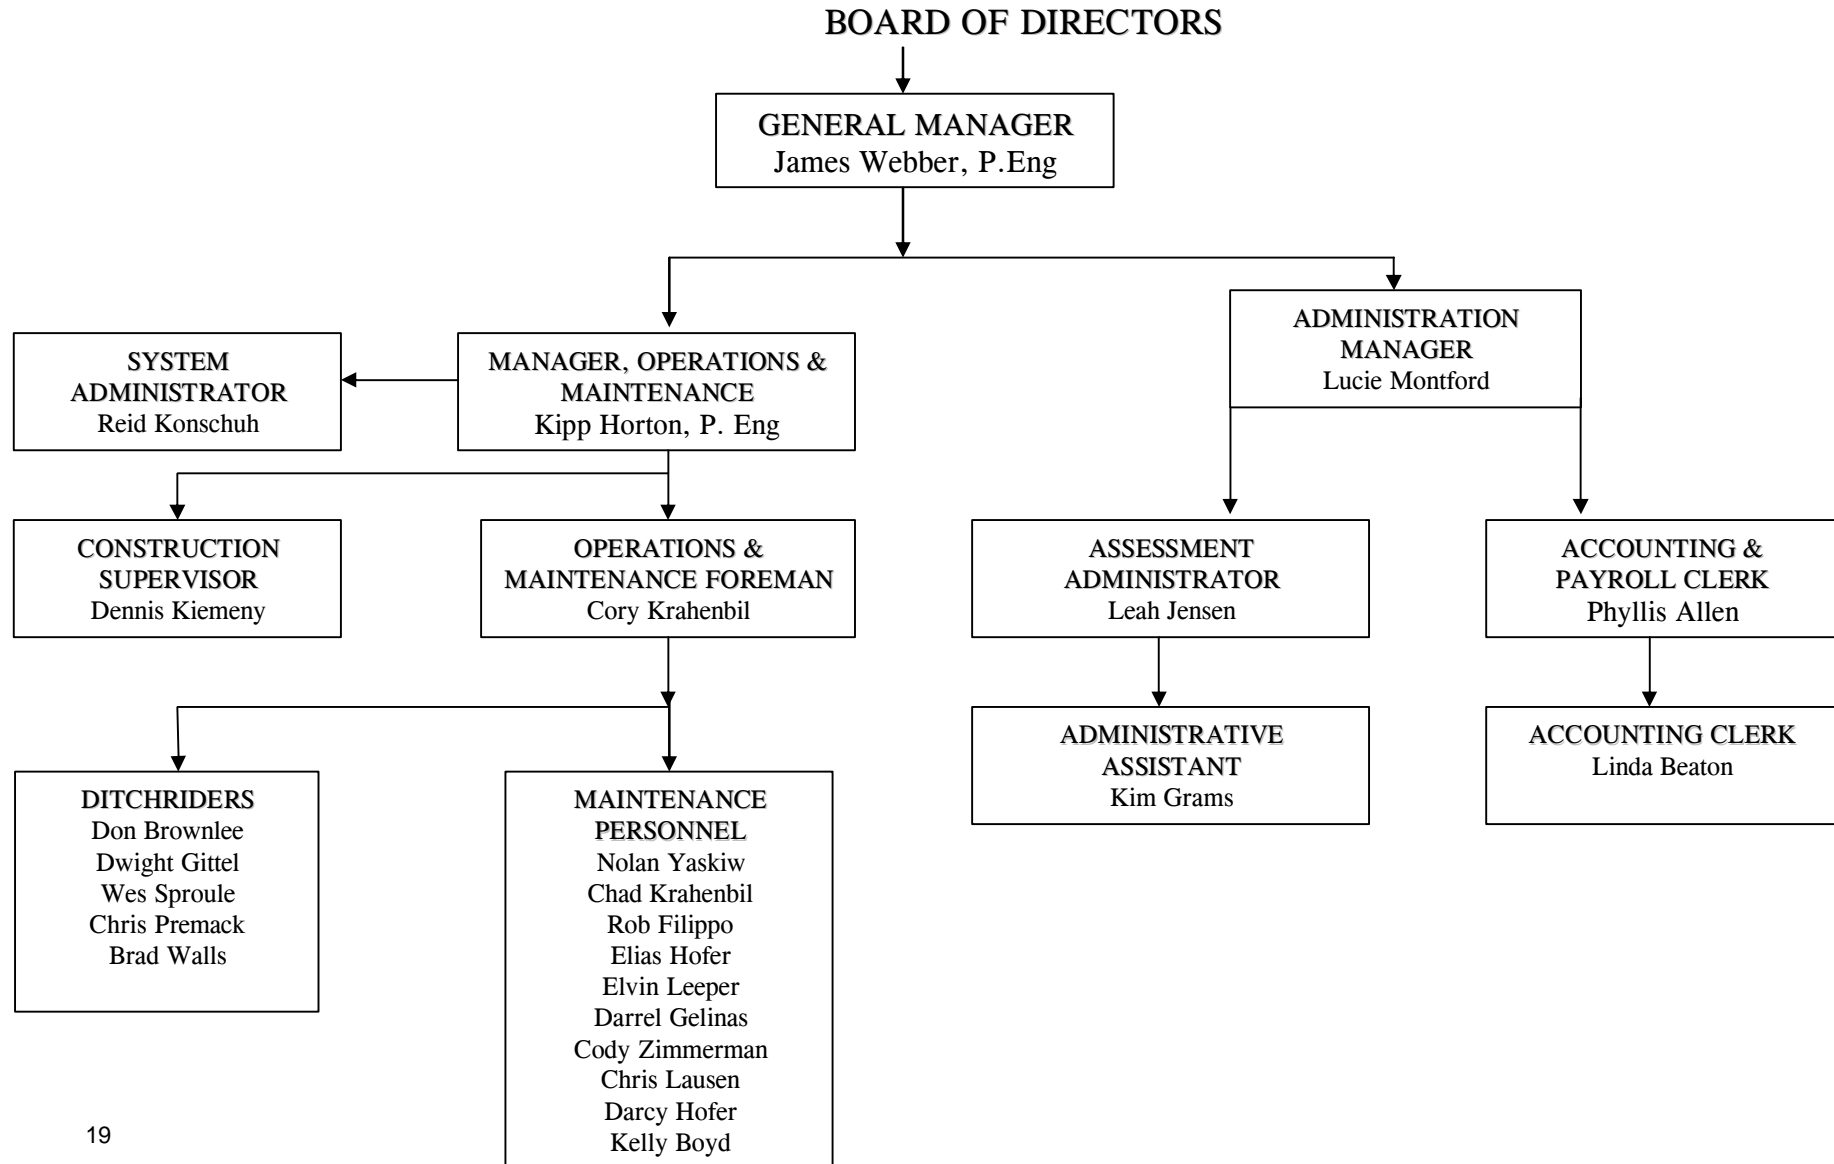 BOARD OF DIRECTORS
GENERAL MANAGER
James Webber, P.Eng
ADMINISTRATION
MANAGER
Lucie Montford
SYSTEM
ADMINISTRATOR
Reid Konschuh
MANAGER, OPERATIONS &
MAINTENANCE
Kipp Horton, P. Eng
CONSTRUCTION
SUPERVISOR
Dennis Kiemeny
OPERATIONS &
MAINTENANCE FOREMAN
Cory Krahenbil
ASSESSMENT
ADMINISTRATOR
Leah Jensen
ACCOUNTING &
PAYROLL CLERK
Phyllis Allen
ADMINISTRATIVE
ASSISTANT
Kim Grams
ACCOUNTING CLERK
Linda Beaton
DITCHRIDERS
Don Brownlee
Dwight Gittel
Wes Sproule
Chris Premack
Brad Walls
MAINTENANCE
PERSONNEL
Nolan Yaskiw
Chad Krahenbil
Rob Filippo
Elias Hofer
Elvin Leeper
Darrel Gelinas
Cody Zimmerman
Chris Lausen
Darcy Hofer
Kelly Boyd
19